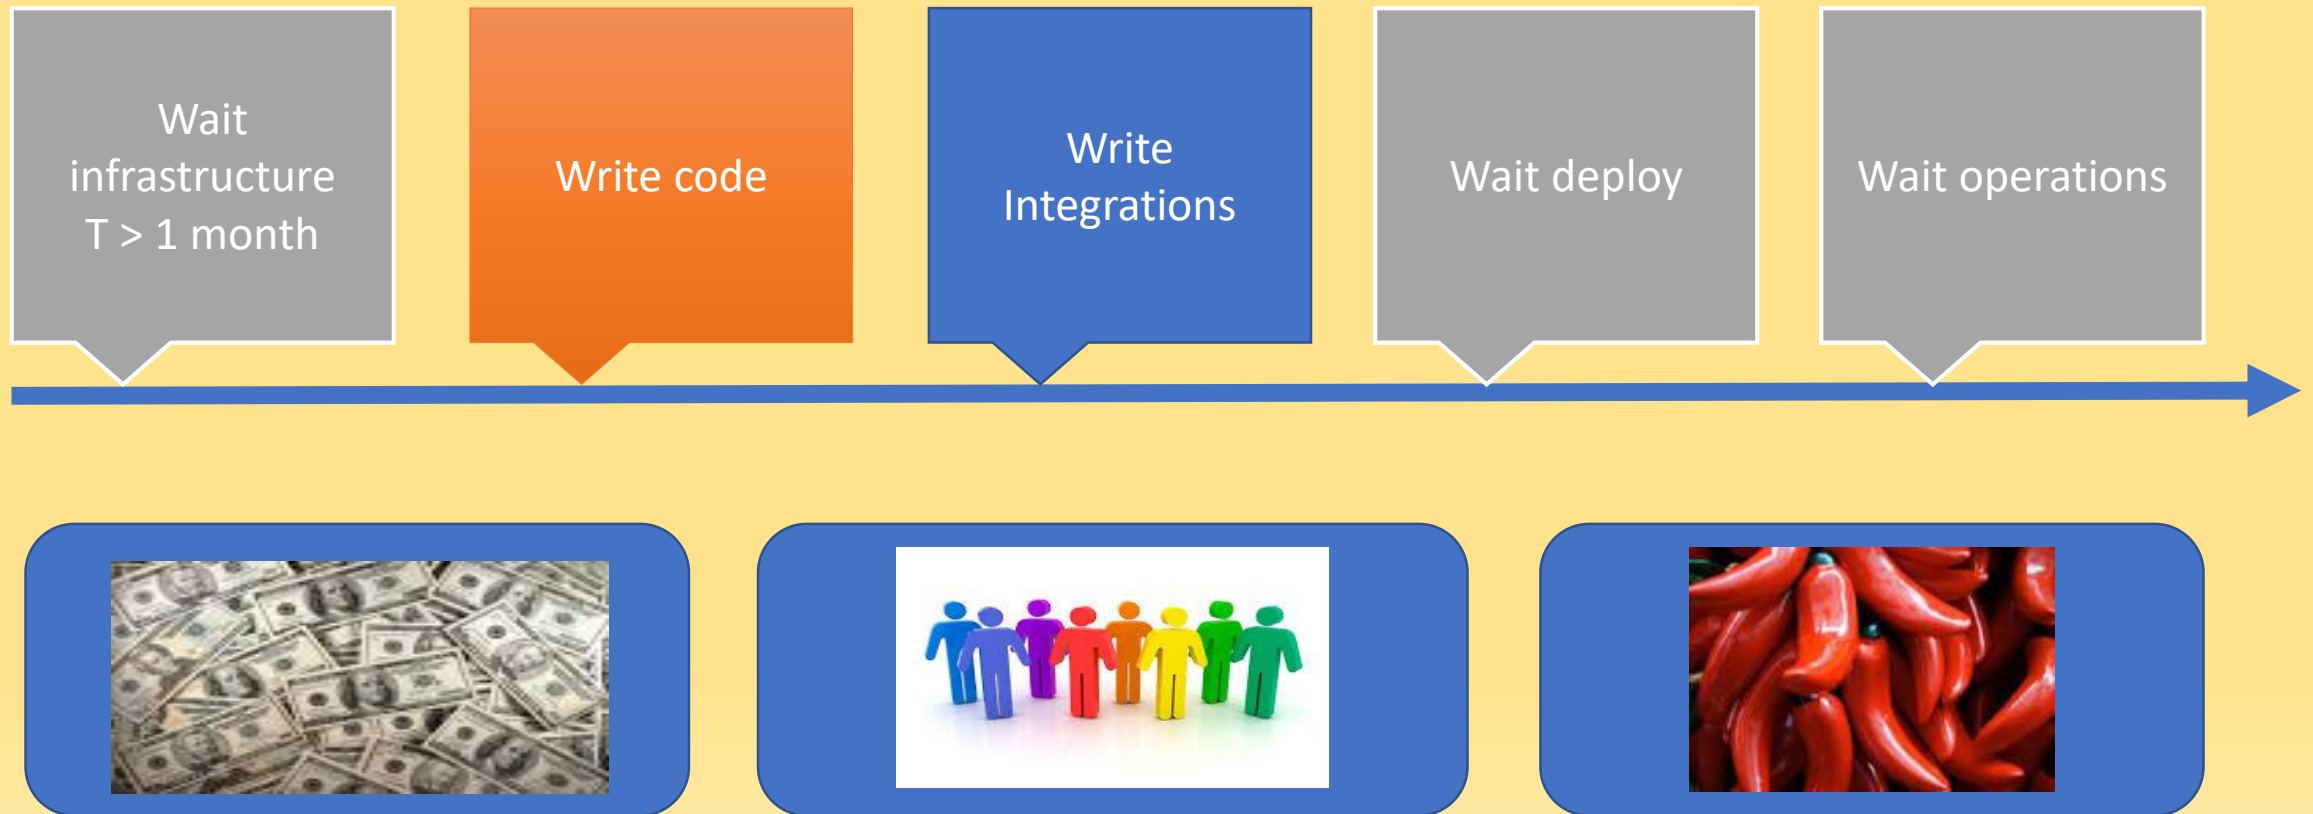 Wait
infrastructure
T > 1 month
Write code
Write
Integrations
Wait deploy
Wait operations